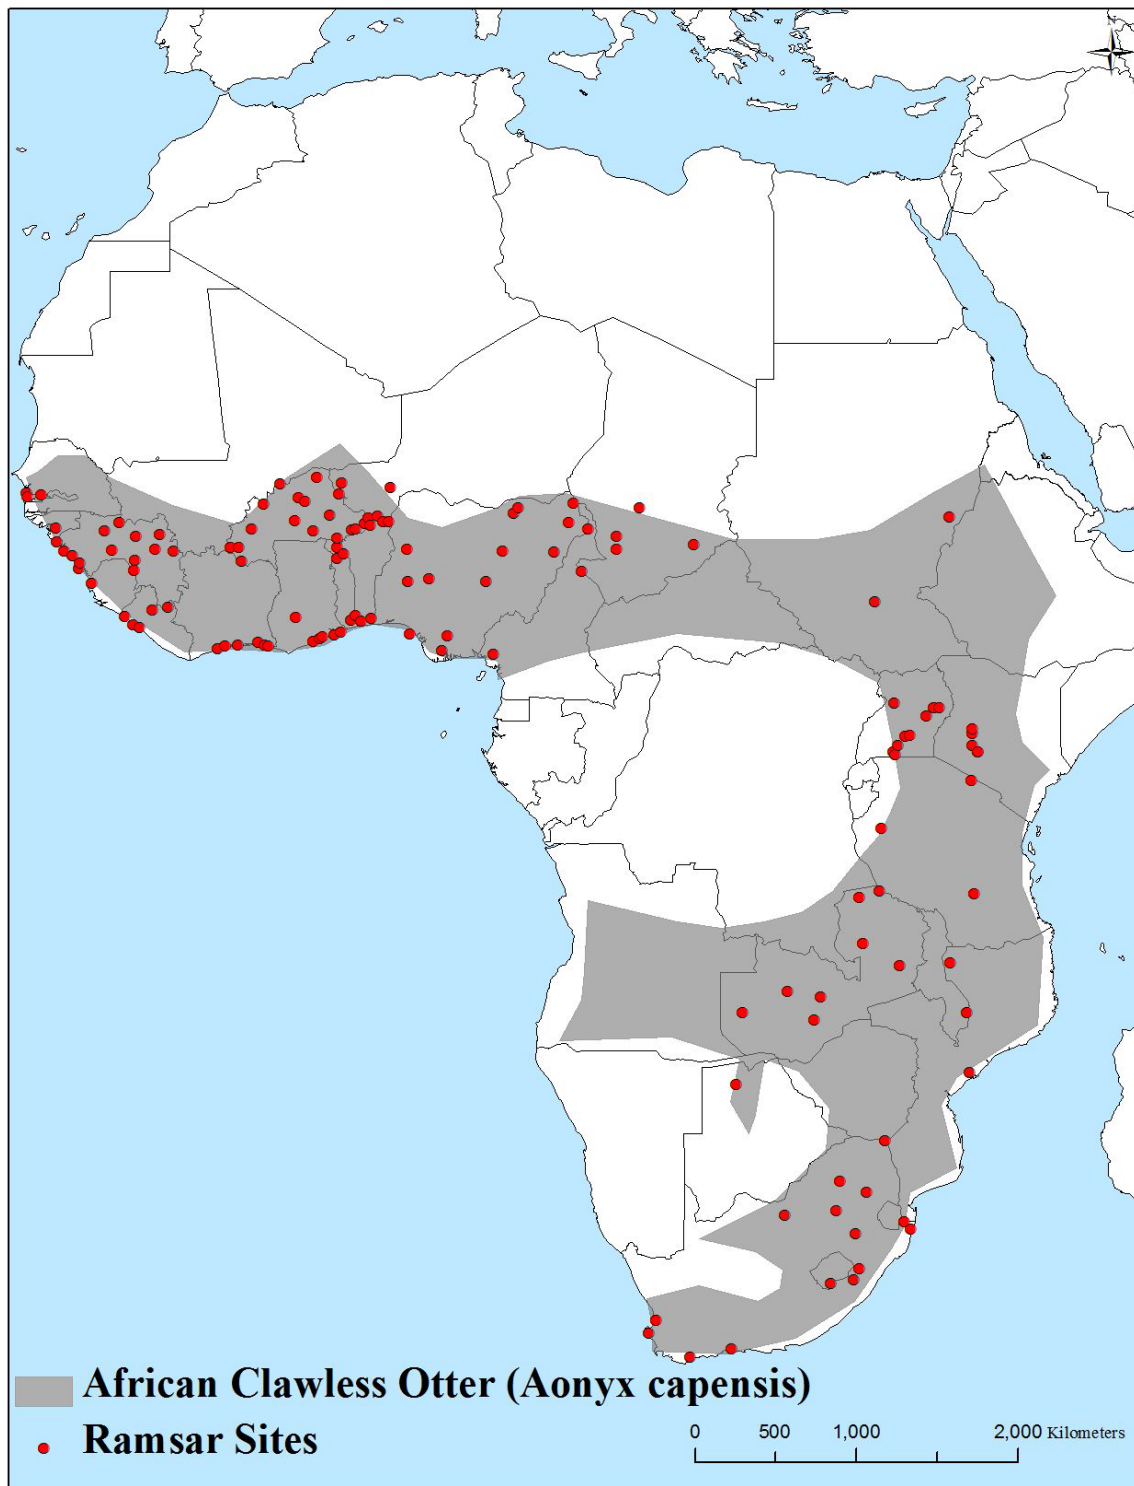 African Clawless Otter (Aonyx capensis)
Ramsar Sites
0 500 1,000 2,000 Kilometers